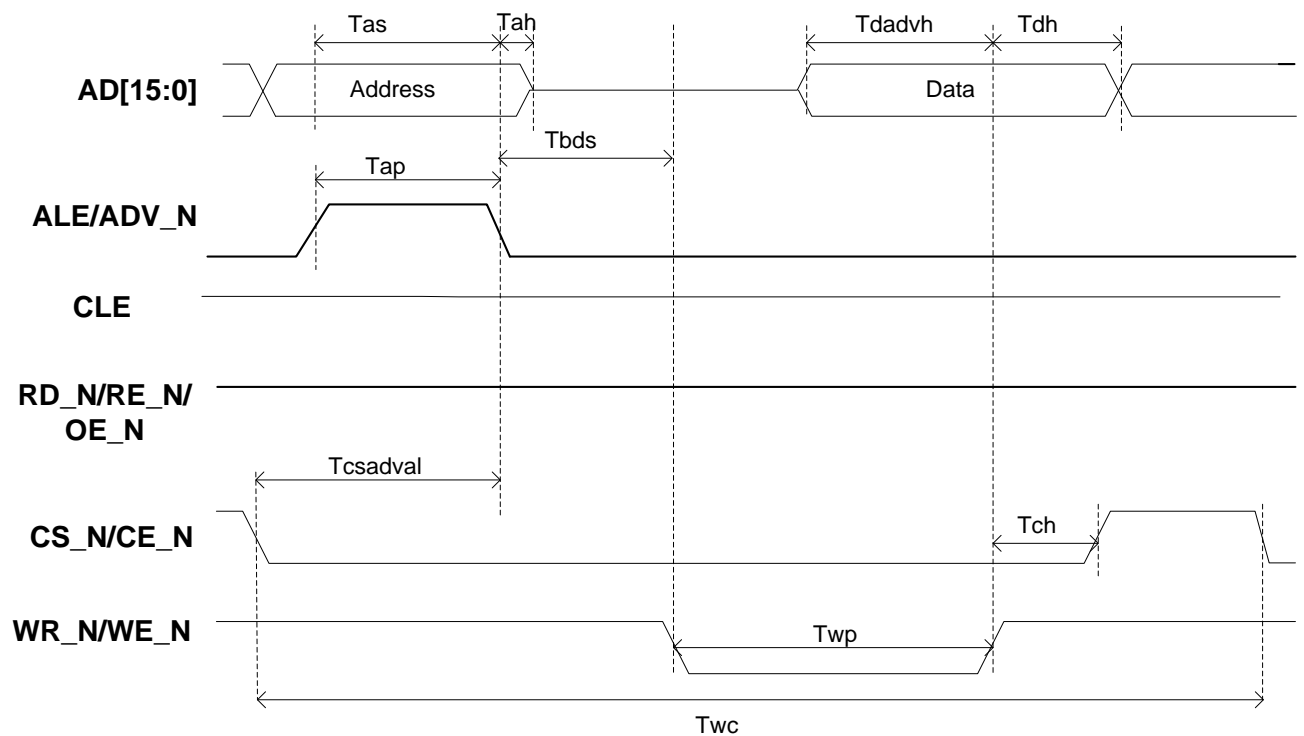 Tas
Tah
Tdadvh
Tdh
AD[15:0]
Address
Data
Tbds
Tap
ALE/ADV_N
CLE
RD_N/RE_N/
OE_N
Tcsadval
CS_N/CE_N
Tch
WR_N/WE_N
Twp
Twc